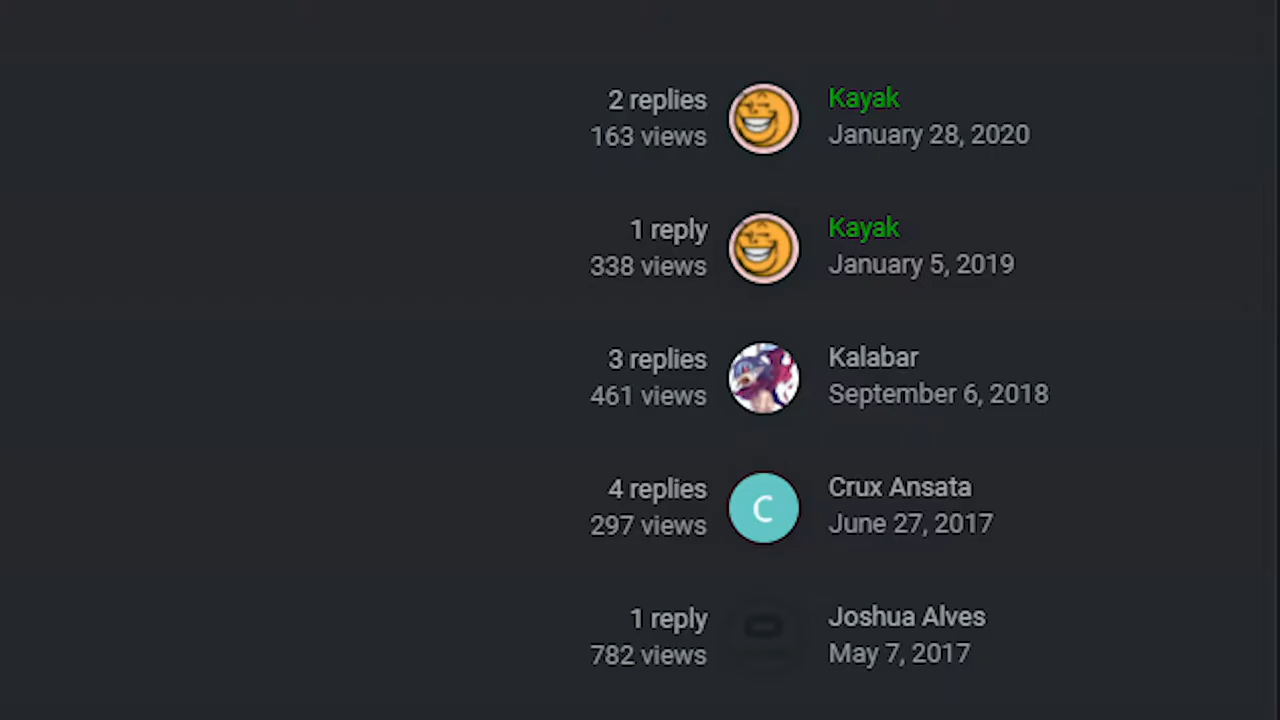 2 replies
163 views
Kayak
January 28, 2020
1 reply
338 views
Kayak
January 5, 2019
3 replies
461 views
Kalabar
September 6, 2018
4 replies
297 views
C
Crux Ansata
June 27, 2017
1 reply
782 views
Joshua Alves
May 7, 2017